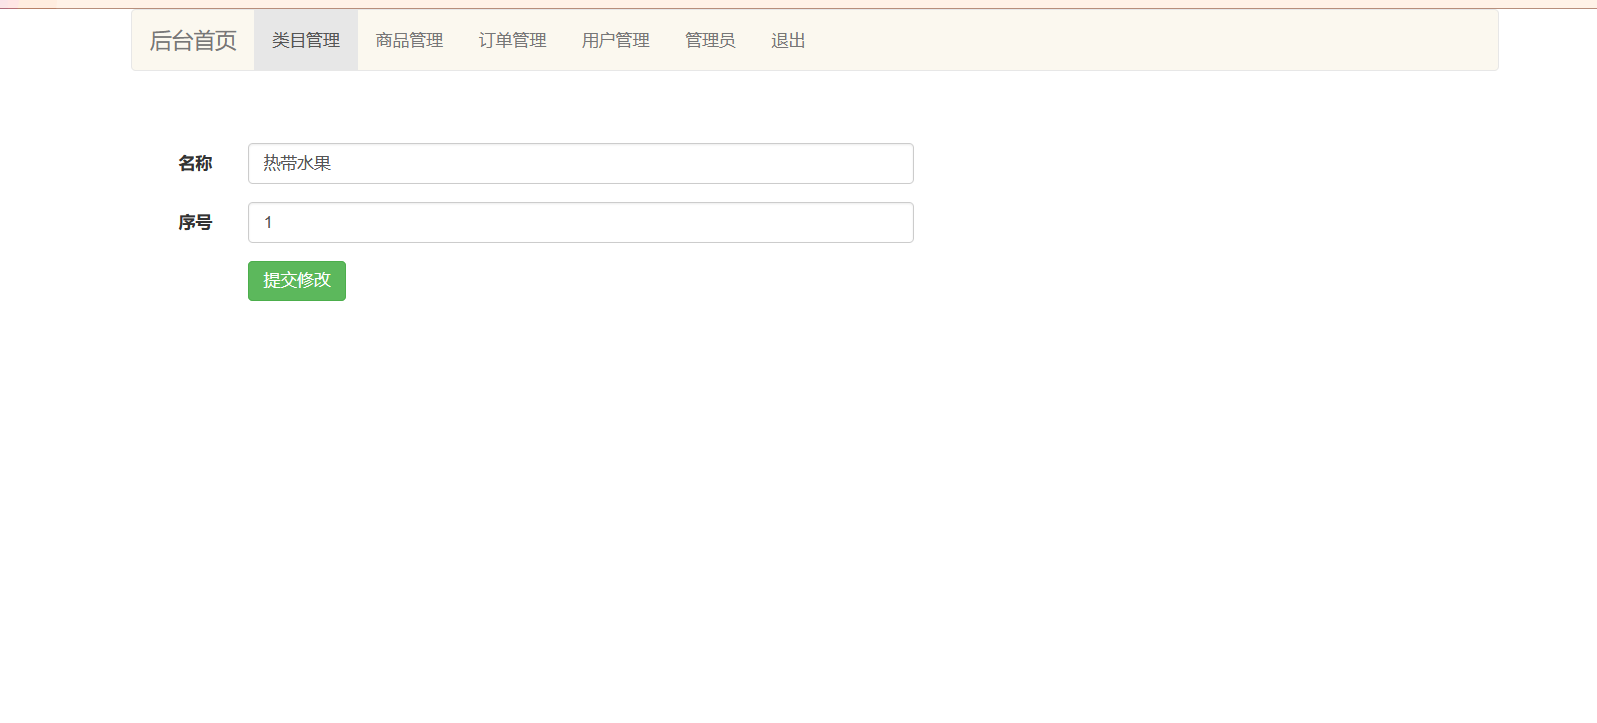 后台首页 类目管理 商品管理 订单管理 用户管理 管理员 退出
名称 热带水果
序号 1
提交修改